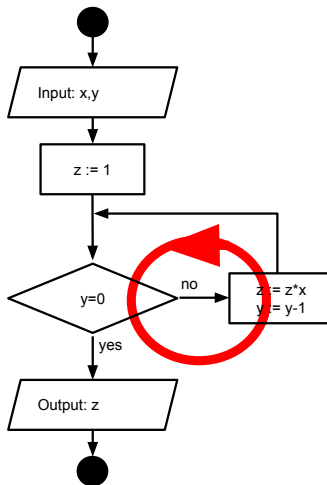 Input: x,y
z := 1
y=0
no
z := z*x
y := y-1
yes
Output: z